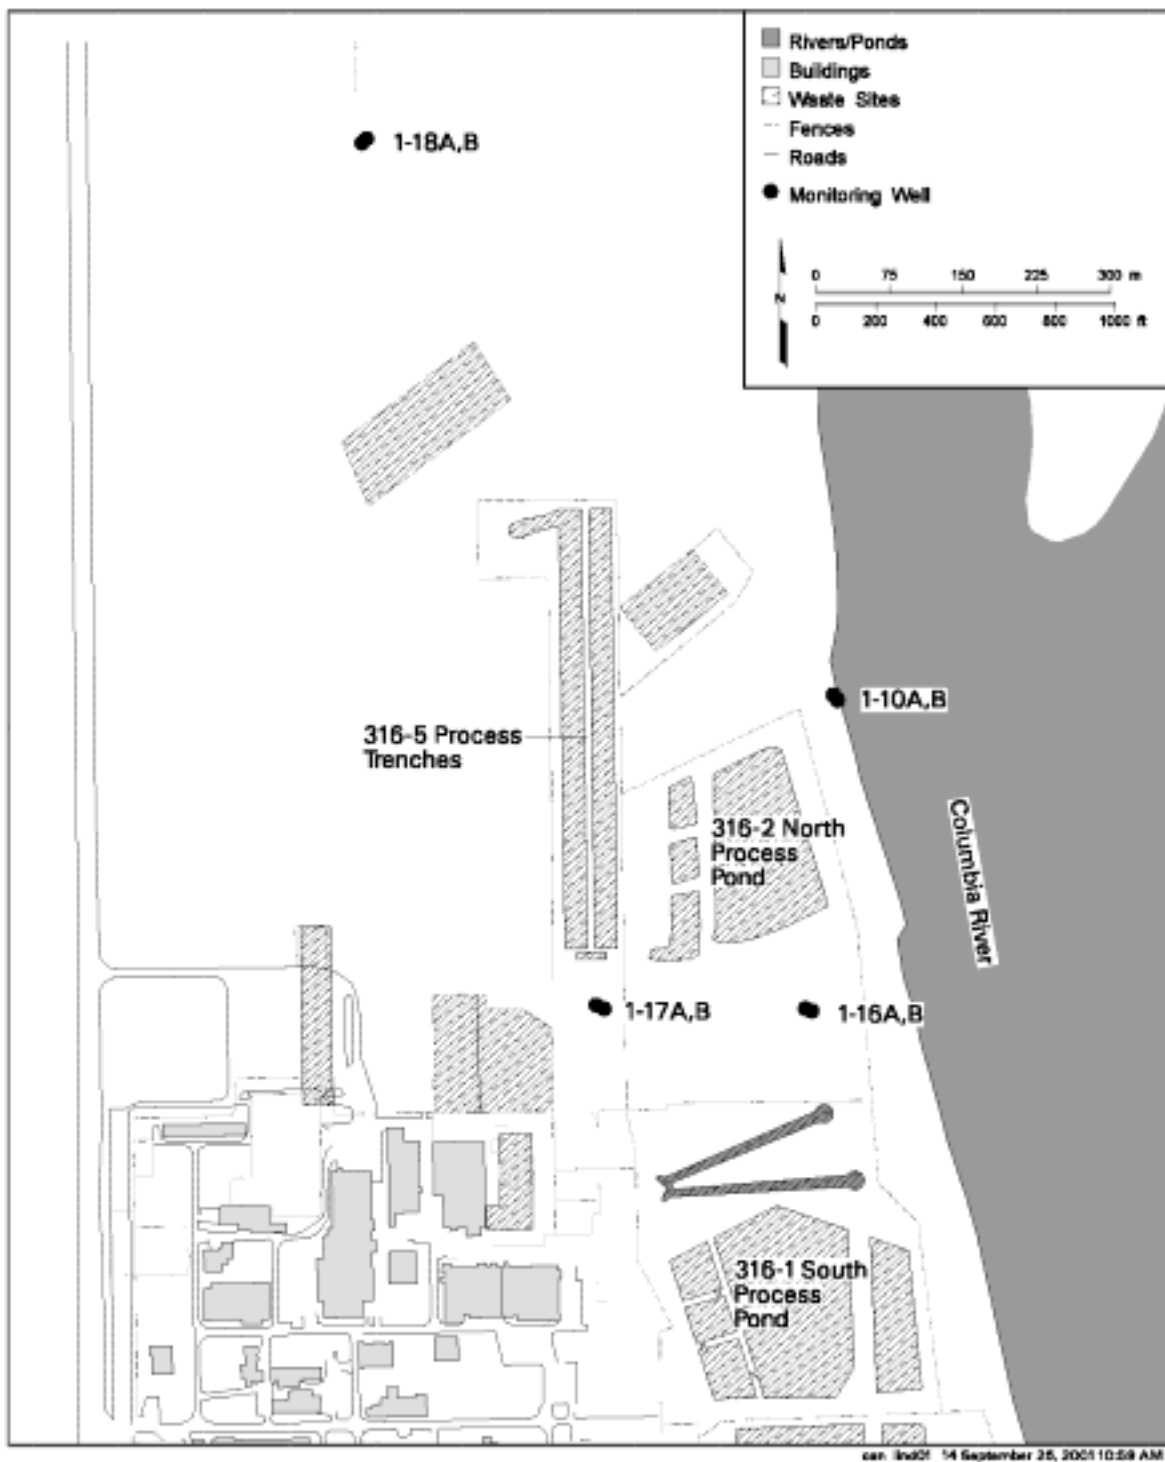 Rivers/Ponds
Buildings
Waste Sites
Fences
Roads
Monitoring Well
0 75 150 225 300 m
N
0 200 400 600 800 1000 ft
1-18A,B
1-10A,B
316-5 Process
Trenches
316-2 North
Process
Pond
Columbia River
1-17A,B
1-16A,B
316-1 South
Process
Pond
September 25, 2001 10:59 AM